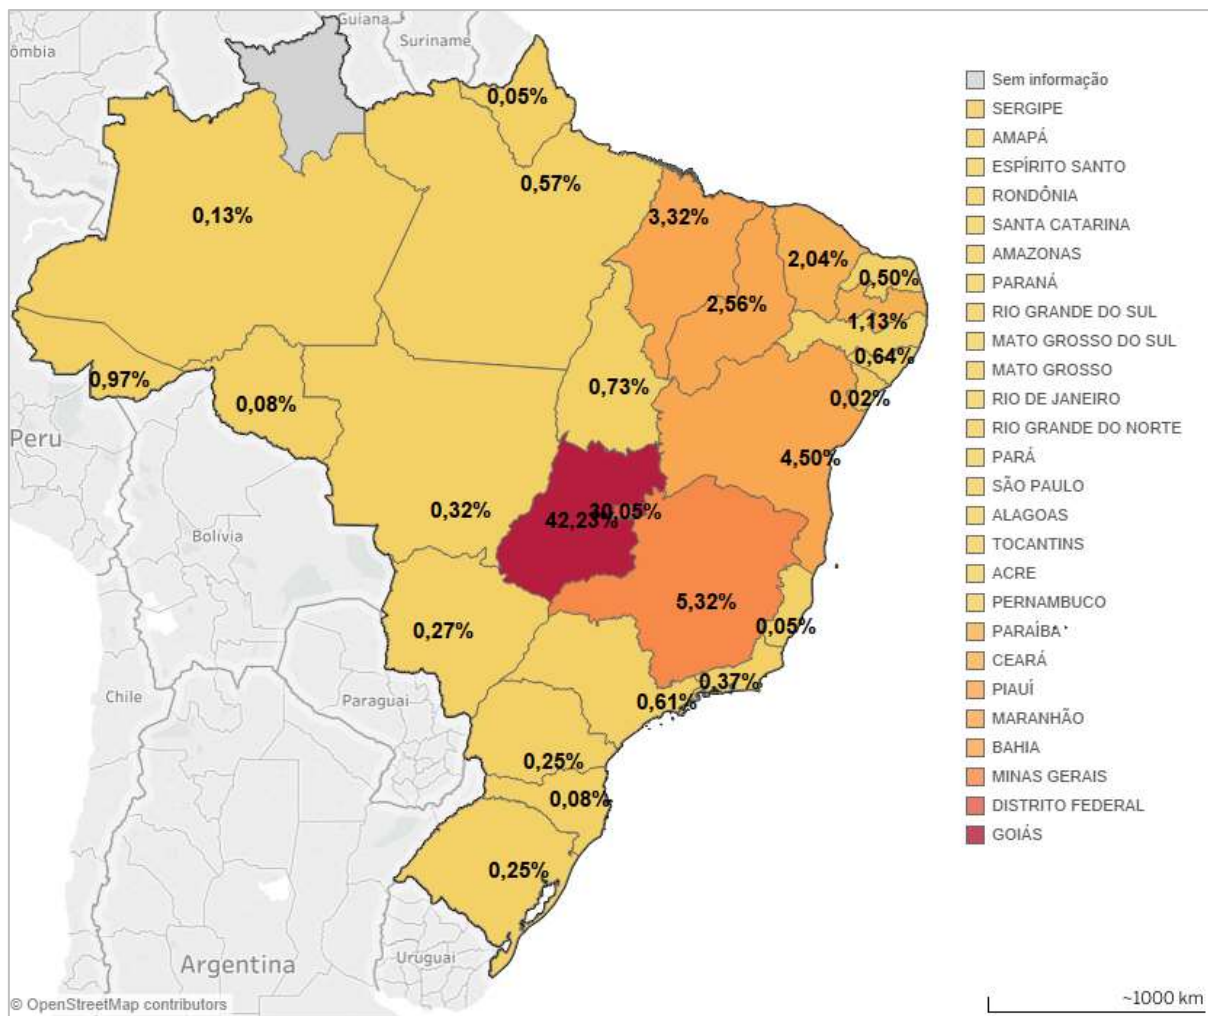 Guiana
Suriname
ômbia
0,05%
0,57%
0,13%
3,32%
2,04%
0,50%
2,56%
1,13%
0,64%
0,97%
0,08%
0,73%
0,02%
Peru
4,50%
0,32%
42,23%
30,05%
Bolívia
5,32%
0,27%
0,05%
0,37%
0,61%
Chile
Paraguai
0,25%
0,08%
0,25%
Uruguai
Argentina
© OpenStreetMap contributors
Sem informação
SERGIPE
AMAPÁ
ESPÍRITO SANTO
RONDÔNIA
SANTA CATARINA
AMAZONAS
PARANÁ
RIO GRANDE DO SUL
MATO GROSSO DO SUL
MATO GROSSO
RIO DE JANEIRO
RIO GRANDE DO NORTE
PARÁ
SÃO PAULO
ALAGOAS
TOCANTINS
ACRE
PERNAMBUCO
PARAÍBA
CEARÁ
PIAUÍ
MARANHÃO
BAHIA
MINAS GERAIS
DISTRITO FEDERAL
GOIÁS
~1000 km